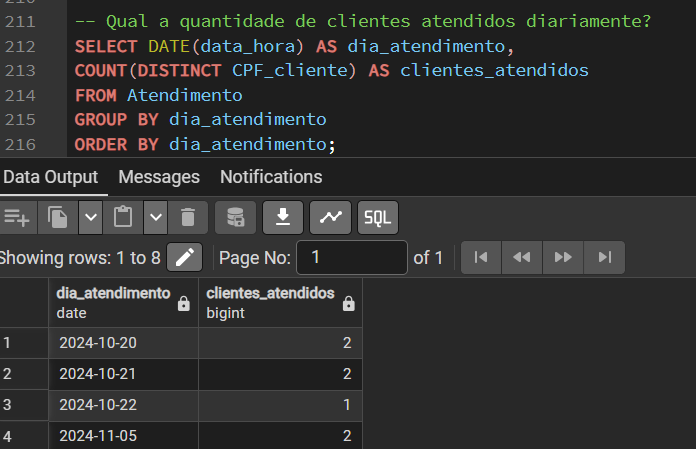 211 -- Qual a quantidade de clientes atendidos diariamente?
212 SELECT DATE(data_hora) AS dia_atendimento,
213 COUNT(DISTINCT CPF_cliente) AS clientes_atendidos
214 FROM Atendimento
215 GROUP BY dia_atendimento
216 ORDER BY dia_atendimento;
Data Output Messages Notifications
SQL
Showing rows: 1 to 8 Page No: 1 of 1
dia_atendimento clientes_atendidos
date bigint
1 2024-10-20 2
2 2024-10-21 2
3 2024-10-22 1
4 2024-11-05 2